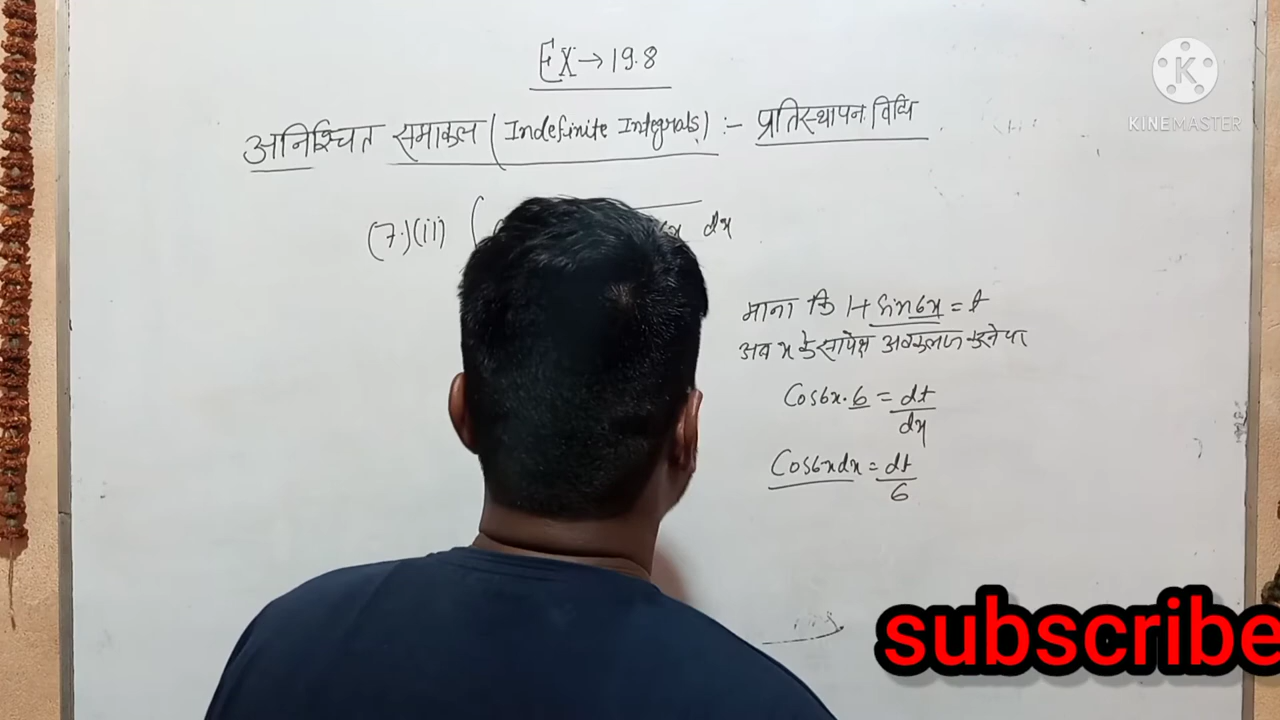 EX→19.8
KINEMASTER
अनिश्चित समाकल (Indefinite Integrals) :- प्रतिस्थापन विधि
(7.)(ii) dx
माना कि 1+sin6x=t
अब x के सापेक्ष अवकलन करने पर
Cos6x.6 = dt/dx
Cos6xdx = dt/6
subscribe